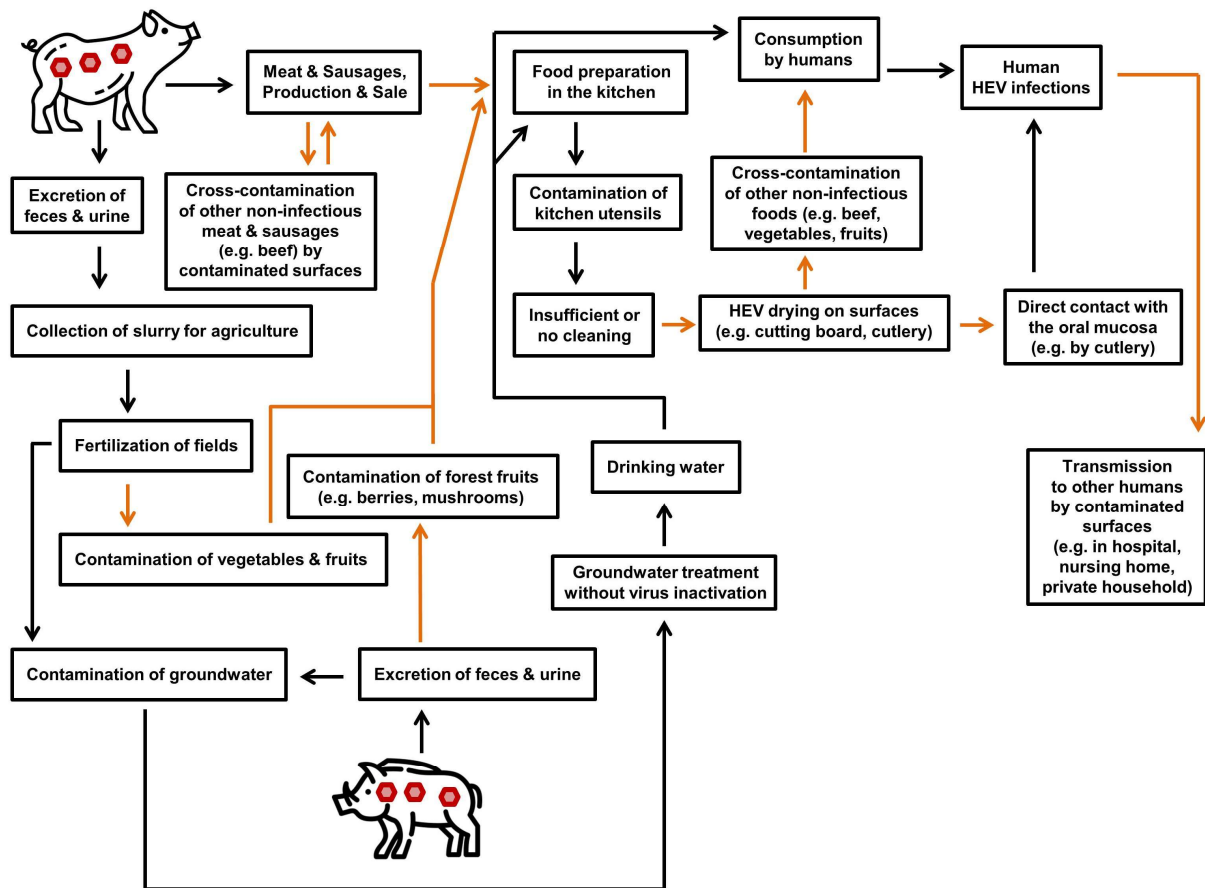 Meat & Sausages,
Production & Sale
Food preparation
in the kitchen
Consumption
by humans
Human
HEV infections
Excretion of
feces & urine
Cross-contamination
of other non-infectious
meat & sausages
(e.g. beef) by
contaminated surfaces
Contamination of
kitchen utensils
Cross-contamination
of other non-infectious
foods (e.g. beef,
vegetables, fruits)
Collection of slurry for agriculture
Insufficient or
no cleaning
HEV drying on surfaces
(e.g. cutting board, cutlery)
Direct contact with
the oral mucosa
(e.g. by cutlery)
Fertilization of fields
Contamination of forest fruits
(e.g. berries, mushrooms)
Drinking water
Transmission
to other humans
by contaminated
surfaces
(e.g. in hospital,
nursing home,
private household)
Contamination of vegetables & fruits
Groundwater treatment
without virus inactivation
Contamination of groundwater
Excretion of feces & urine